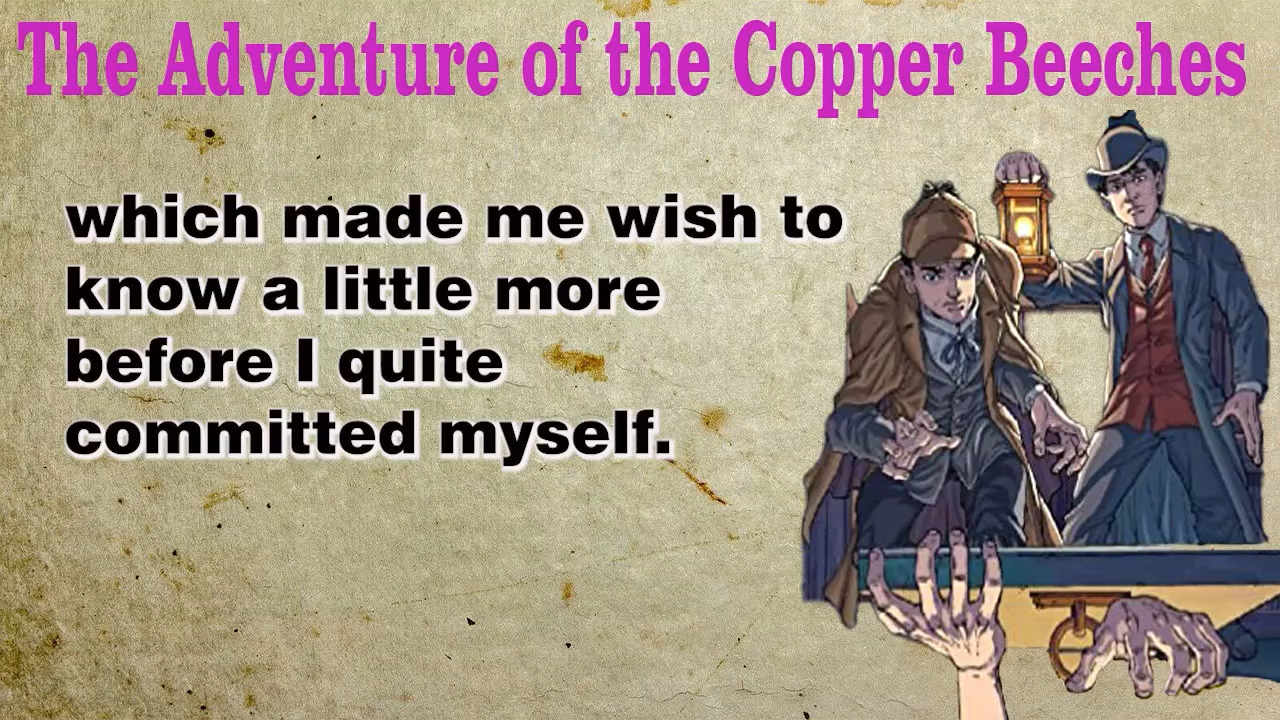 The Adventure of the Copper Beeches
which made me wish to
know a little more
before I quite
committed myself.